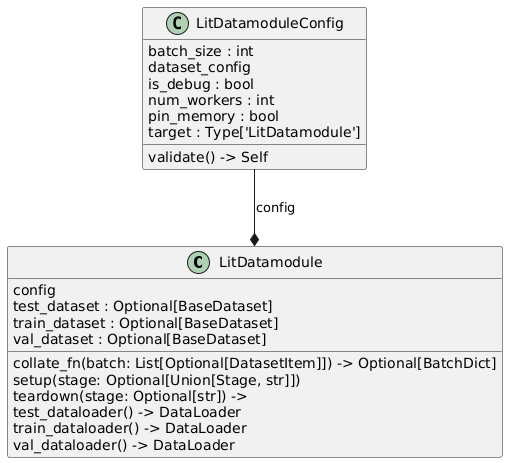 C LitDatamoduleConfig
batch_size : int
dataset_config
is_debug : bool
num_workers : int
pin_memory : bool
target : Type['LitDatamodule']
validate() -> Self
config
C LitDatamodule
config
test_dataset : Optional[BaseDataset]
train_dataset : Optional[BaseDataset]
val_dataset : Optional[BaseDataset]
collate_fn(batch: List[Optional[DatasetItem]]) -> Optional[BatchDict]
setup(stage: Optional[Union[Stage, str]])
teardown(stage: Optional[str]) ->
test_dataloader() -> DataLoader
train_dataloader() -> DataLoader
val_dataloader() -> DataLoader